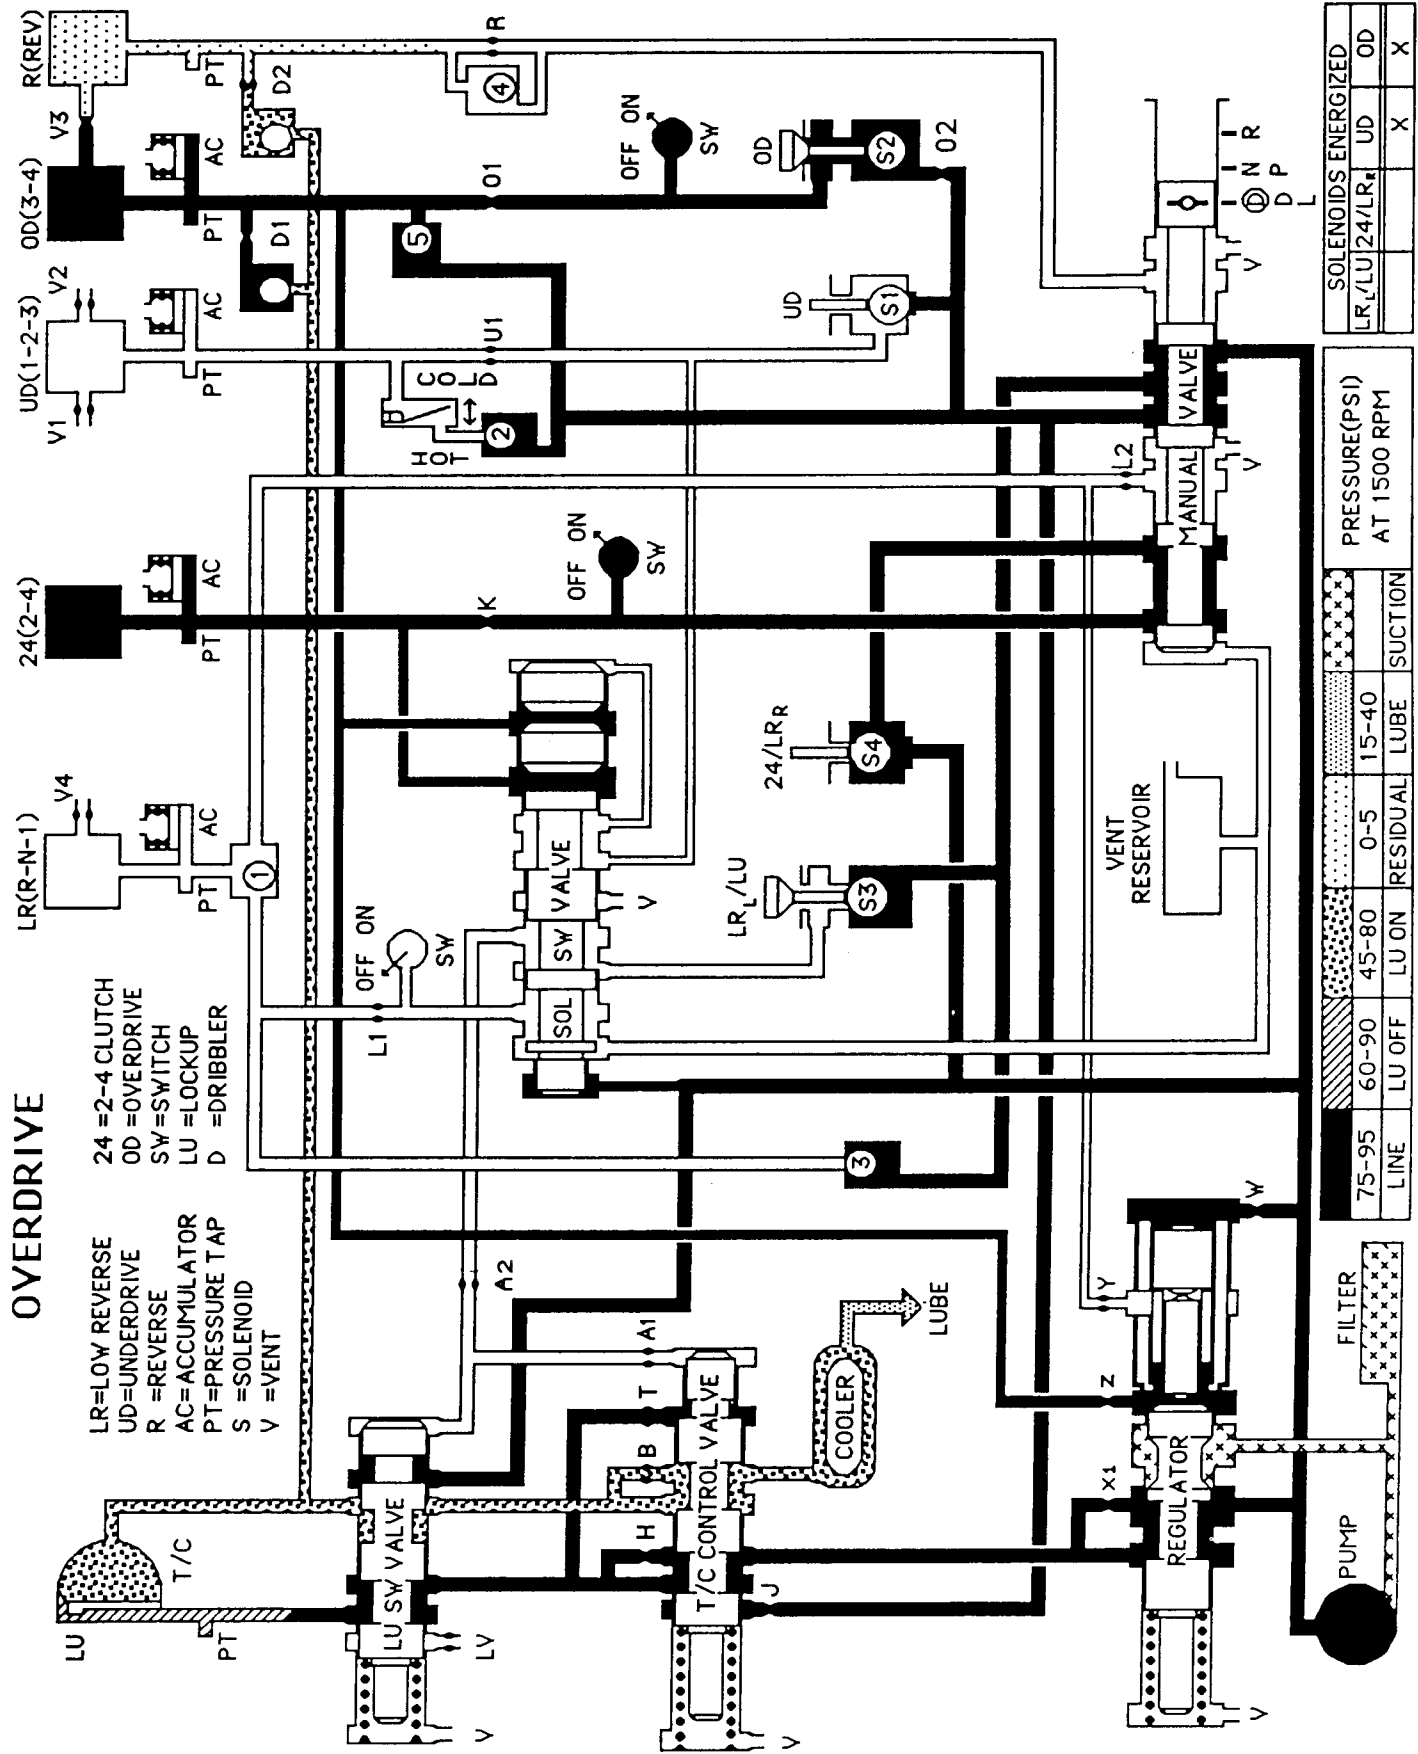 OVERDRIVE
LR=LOW REVERSE
UD=UNDERDRIVE
R =REVERSE
AC=ACCUMULATOR
PT=PRESSURE TAP
S =SOLENOID
V =VENT
24 =2-4 CLUTCH
OD =OVERDRIVE
SW =SWITCH
LU =LOCKUP
D =DRIBBLER
LR(R-N-1)
V4
AC
PT
1
24(2-4)
AC
PT
UD(1-2-3)
V1
V2
AC
PT
OD(3-4)
V3
AC
PT
R(REV)
PT
D1
D2
LU
T/C
PT
L1
OFF ON
SW
K
OFF ON
SW
HOT
COLD
2
U1
5
O1
4
R
OFF ON
SW
LU SW VALVE
LV
V
A2
SOL SW VALVE
V
T/C CONTROL VALVE
H
B
T
A1
J
V
COOLER
LUBE
3
LRL/LU
S3
24/LRR
S4
UD
S1
OD
S2
O2
VENT
RESERVOIR
REGULATOR
X1
Z
Y
W
V
MANUAL VALVE
L2
V
V
D D L
N P
R
PUMP
FILTER
LINE
75-95
LU OFF
60-90
LU ON
45-80
RESIDUAL
0-5
LUBE
15-40
SUCTION
PRESSURE(PSI)
AT 1500 RPM
SOLENOIDS ENERGIZED
LRL/LU 24/LRR UD OD
X X